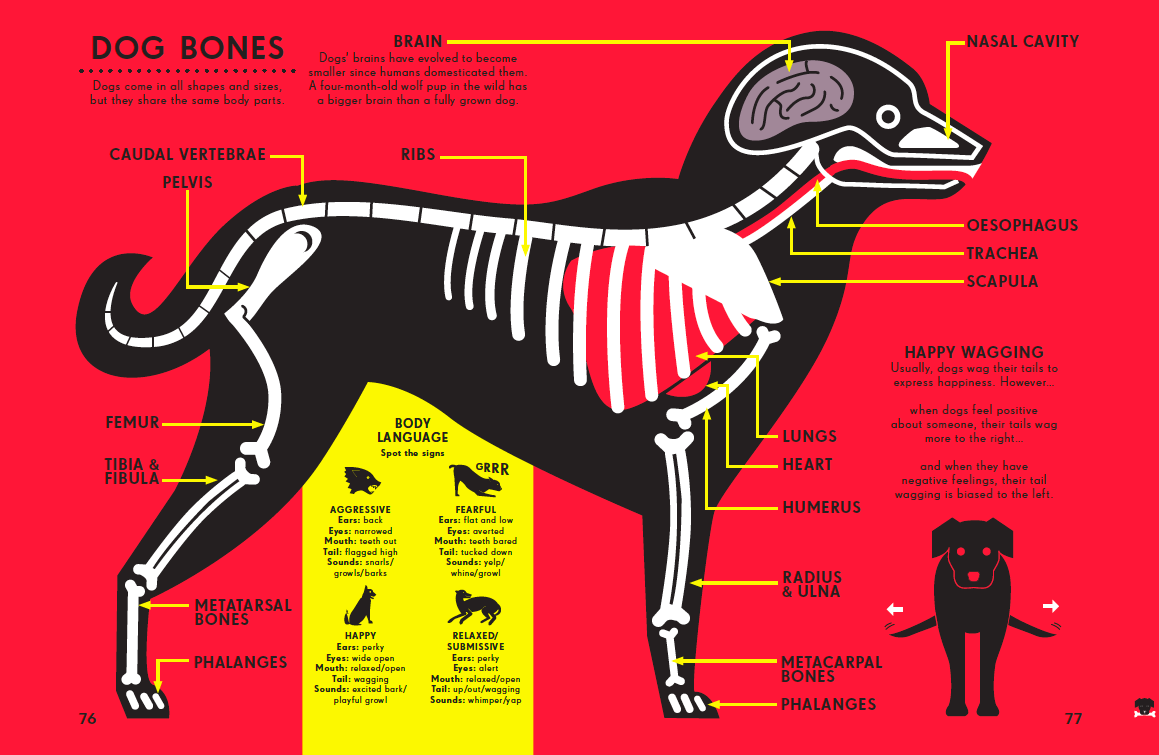 DOG BONES
Dogs come in all shapes and sizes,
but they share the same body parts.
BRAIN
Dogs' brains have evolved to become
smaller since humans domesticated them.
A four-month-old wolf pup in the wild has
a bigger brain than a fully grown dog.
NASAL CAVITY
CAUDAL VERTEBRAE
PELVIS
RIBS
OESOPHAGUS
TRACHEA
SCAPULA
HAPPY WAGGING
Usually, dogs wag their tails to
express happiness. However...
when dogs feel positive
about someone, their tails wag
more to the right...
and when they have
negative feelings, their tail
wagging is biased to the left.
FEMUR
TIBIA &
FIBULA
METATARSAL
BONES
PHALANGES
BODY
LANGUAGE
Spot the signs
AGGRESSIVE
Ears: back
Eyes: narrowed
Mouth: teeth out
Tail: flagged high
Sounds: snarls/
growls/barks
GRRR
FEARFUL
Ears: flat and low
Eyes: averted
Mouth: teeth bared
Tail: tucked down
Sounds: yelp/
whine/growl
HAPPY
Ears: perky
Eyes: wide open
Mouth: relaxed/open
Tail: wagging
Sounds: excited bark/
playful growl
RELAXED/
SUBMISSIVE
Ears: perky
Eyes: alert
Mouth: relaxed/open
Tail: up/out/wagging
Sounds: whimper/yap
LUNGS
HEART
HUMERUS
RADIUS
& ULNA
METACARPAL
BONES
PHALANGES
76
77